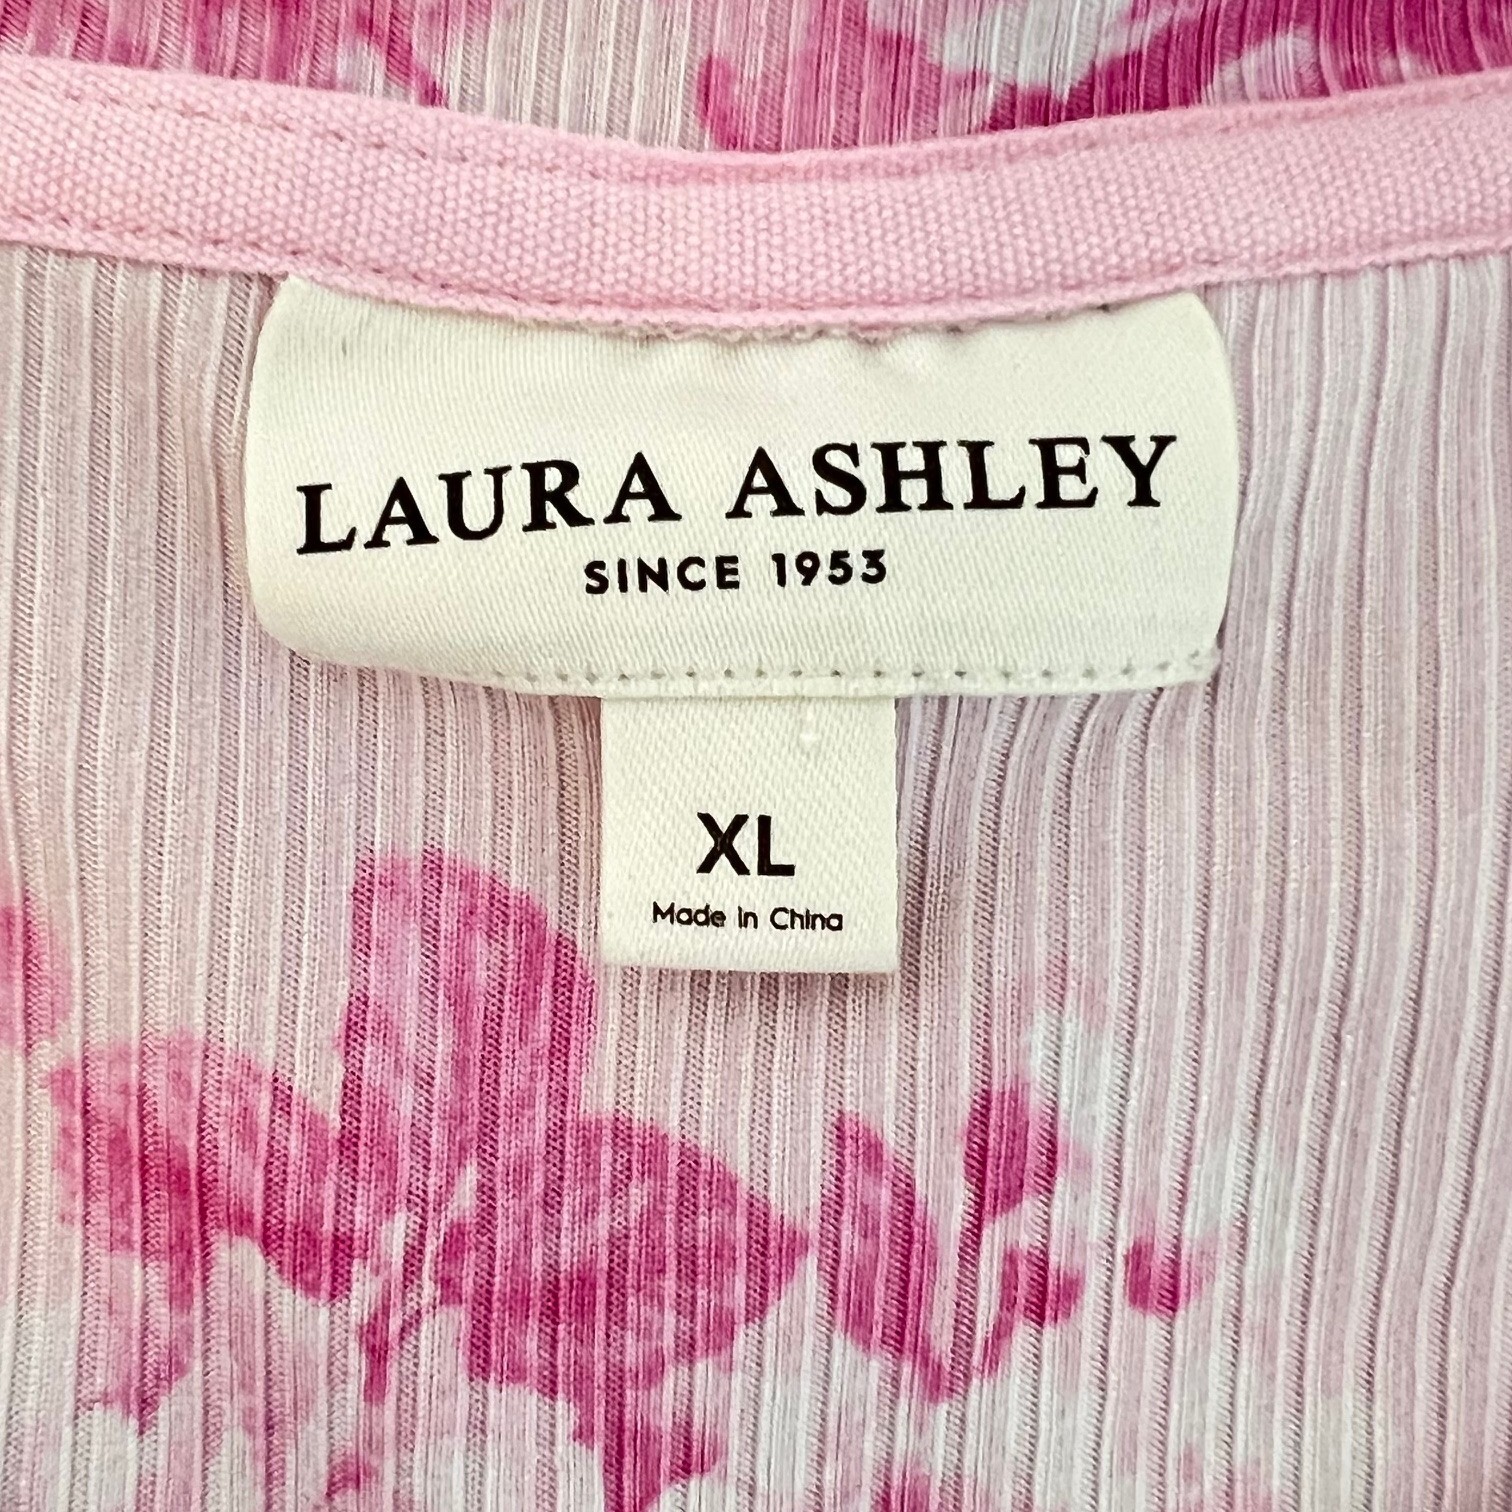 LAURA ASHLEY
SINCE 1953
XL
Made in China